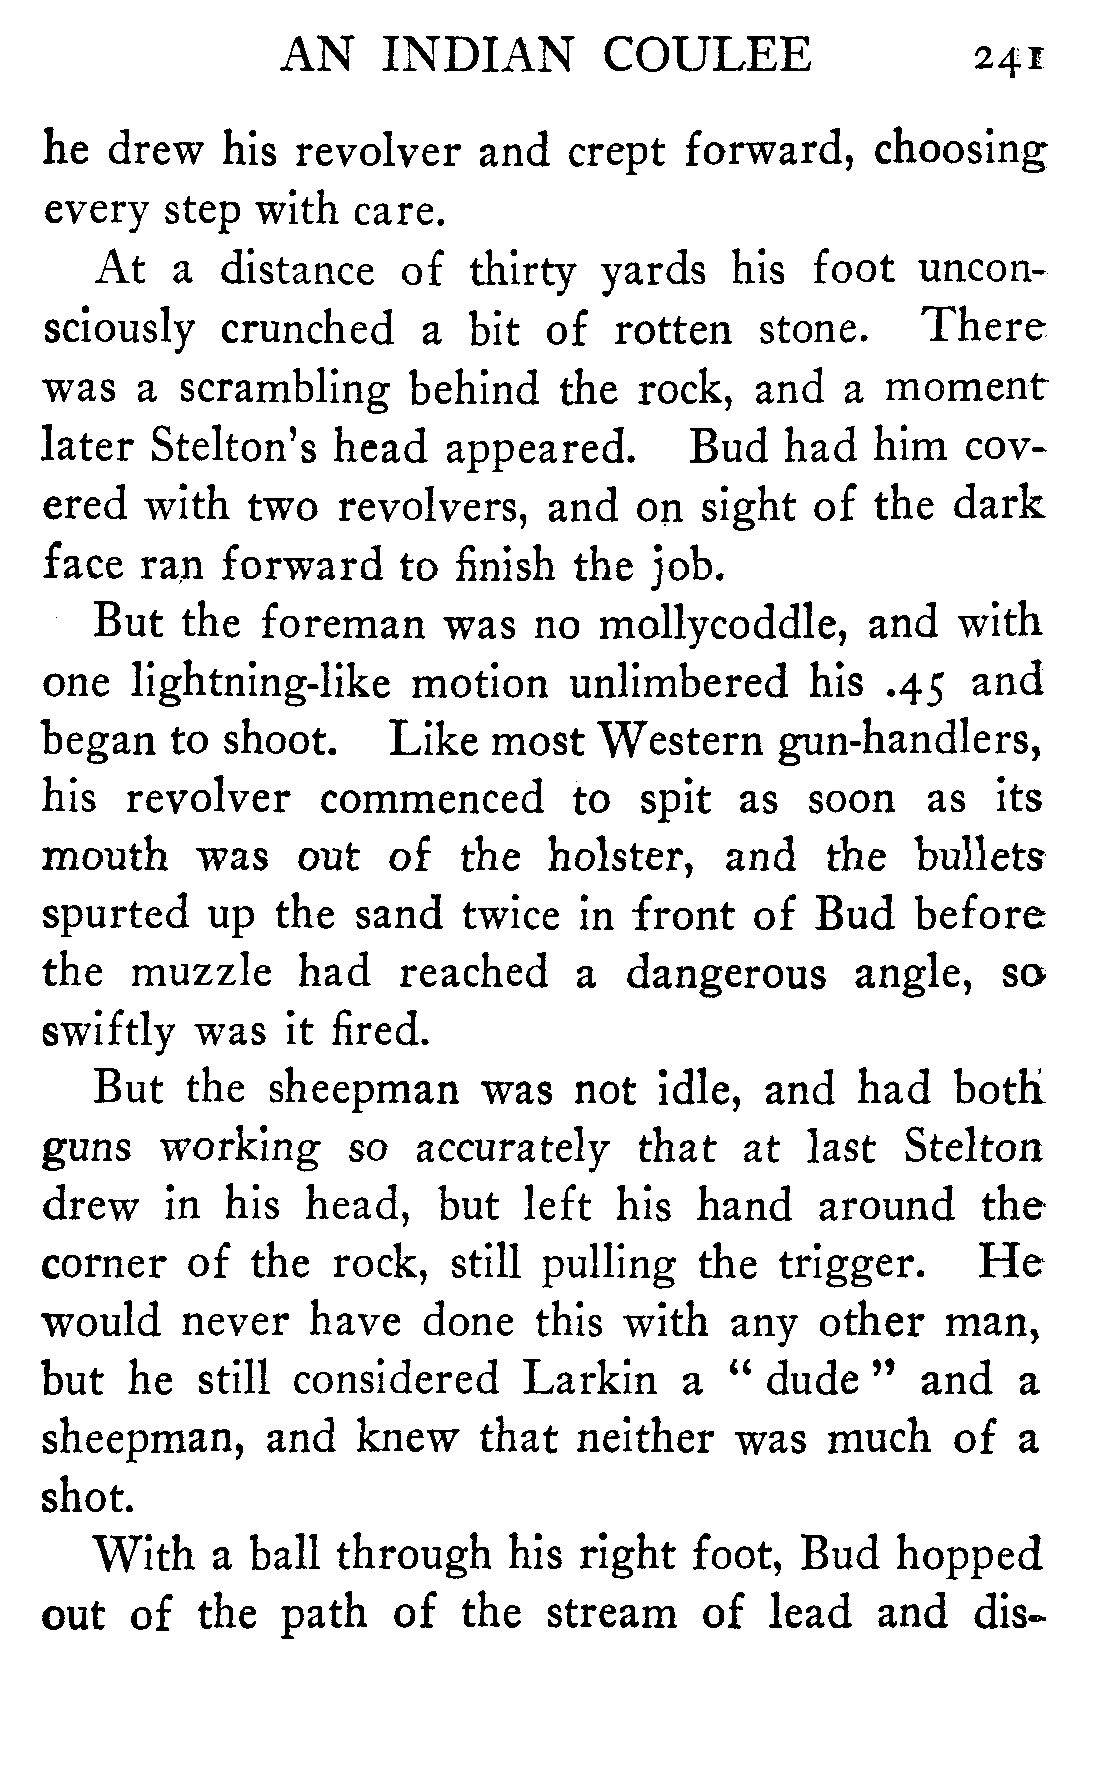 AN INDIAN COULEE 241
he drew his revolver and crept forward, choosing
every step with care.
At a distance of thirty yards his foot uncon-
sciously crunched a bit of rotten stone. There
was a scrambling behind the rock, and a moment
later Stelton's head appeared. Bud had him cov-
ered with two revolvers, and on sight of the dark
face ran forward to finish the job.
But the foreman was no mollycoddle, and with
one lightning-like motion unlimbered his .45 and
began to shoot. Like most Western gun-handlers,
his revolver commenced to spit as soon as its
mouth was out of the holster, and the bullets
spurted up the sand twice in front of Bud before
the muzzle had reached a dangerous angle, so
swiftly was it fired.
But the sheepman was not idle, and had both
guns working so accurately that at last Stelton
drew in his head, but left his hand around the
corner of the rock, still pulling the trigger. He
would never have done this with any other man,
but he still considered Larkin a “ dude ” and a
sheepman, and knew that neither was much of a
shot.
With a ball through his right foot, Bud hopped
out of the path of the stream of lead and dis-